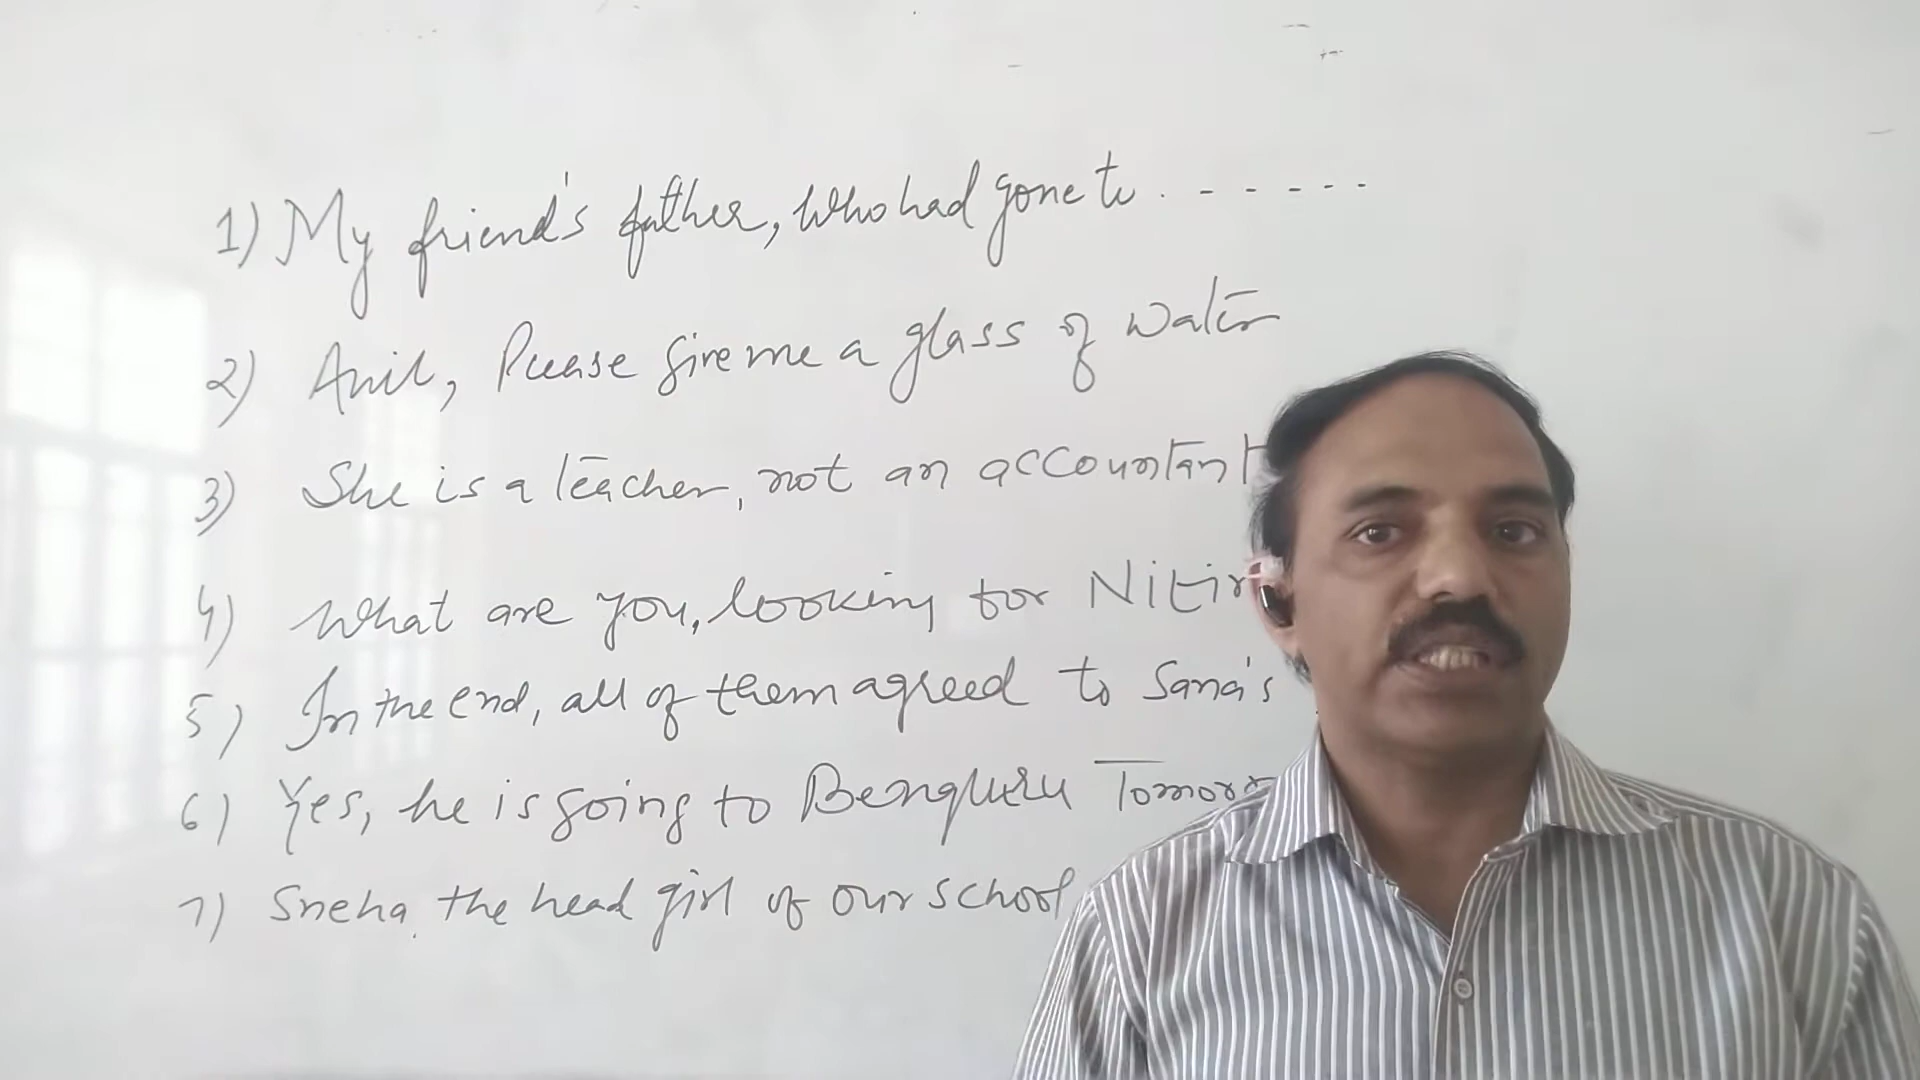 1) My friend's father, who had gone to . - - - - - -
2) Anil, Please give me a glass of water
3) She is a teacher, not an accountant
4) What are you, looking for Nitin
5) In the end, all of them agreed to Sana's
6) Yes, he is going to Benguluru
7) Sneha, the head girl of our school